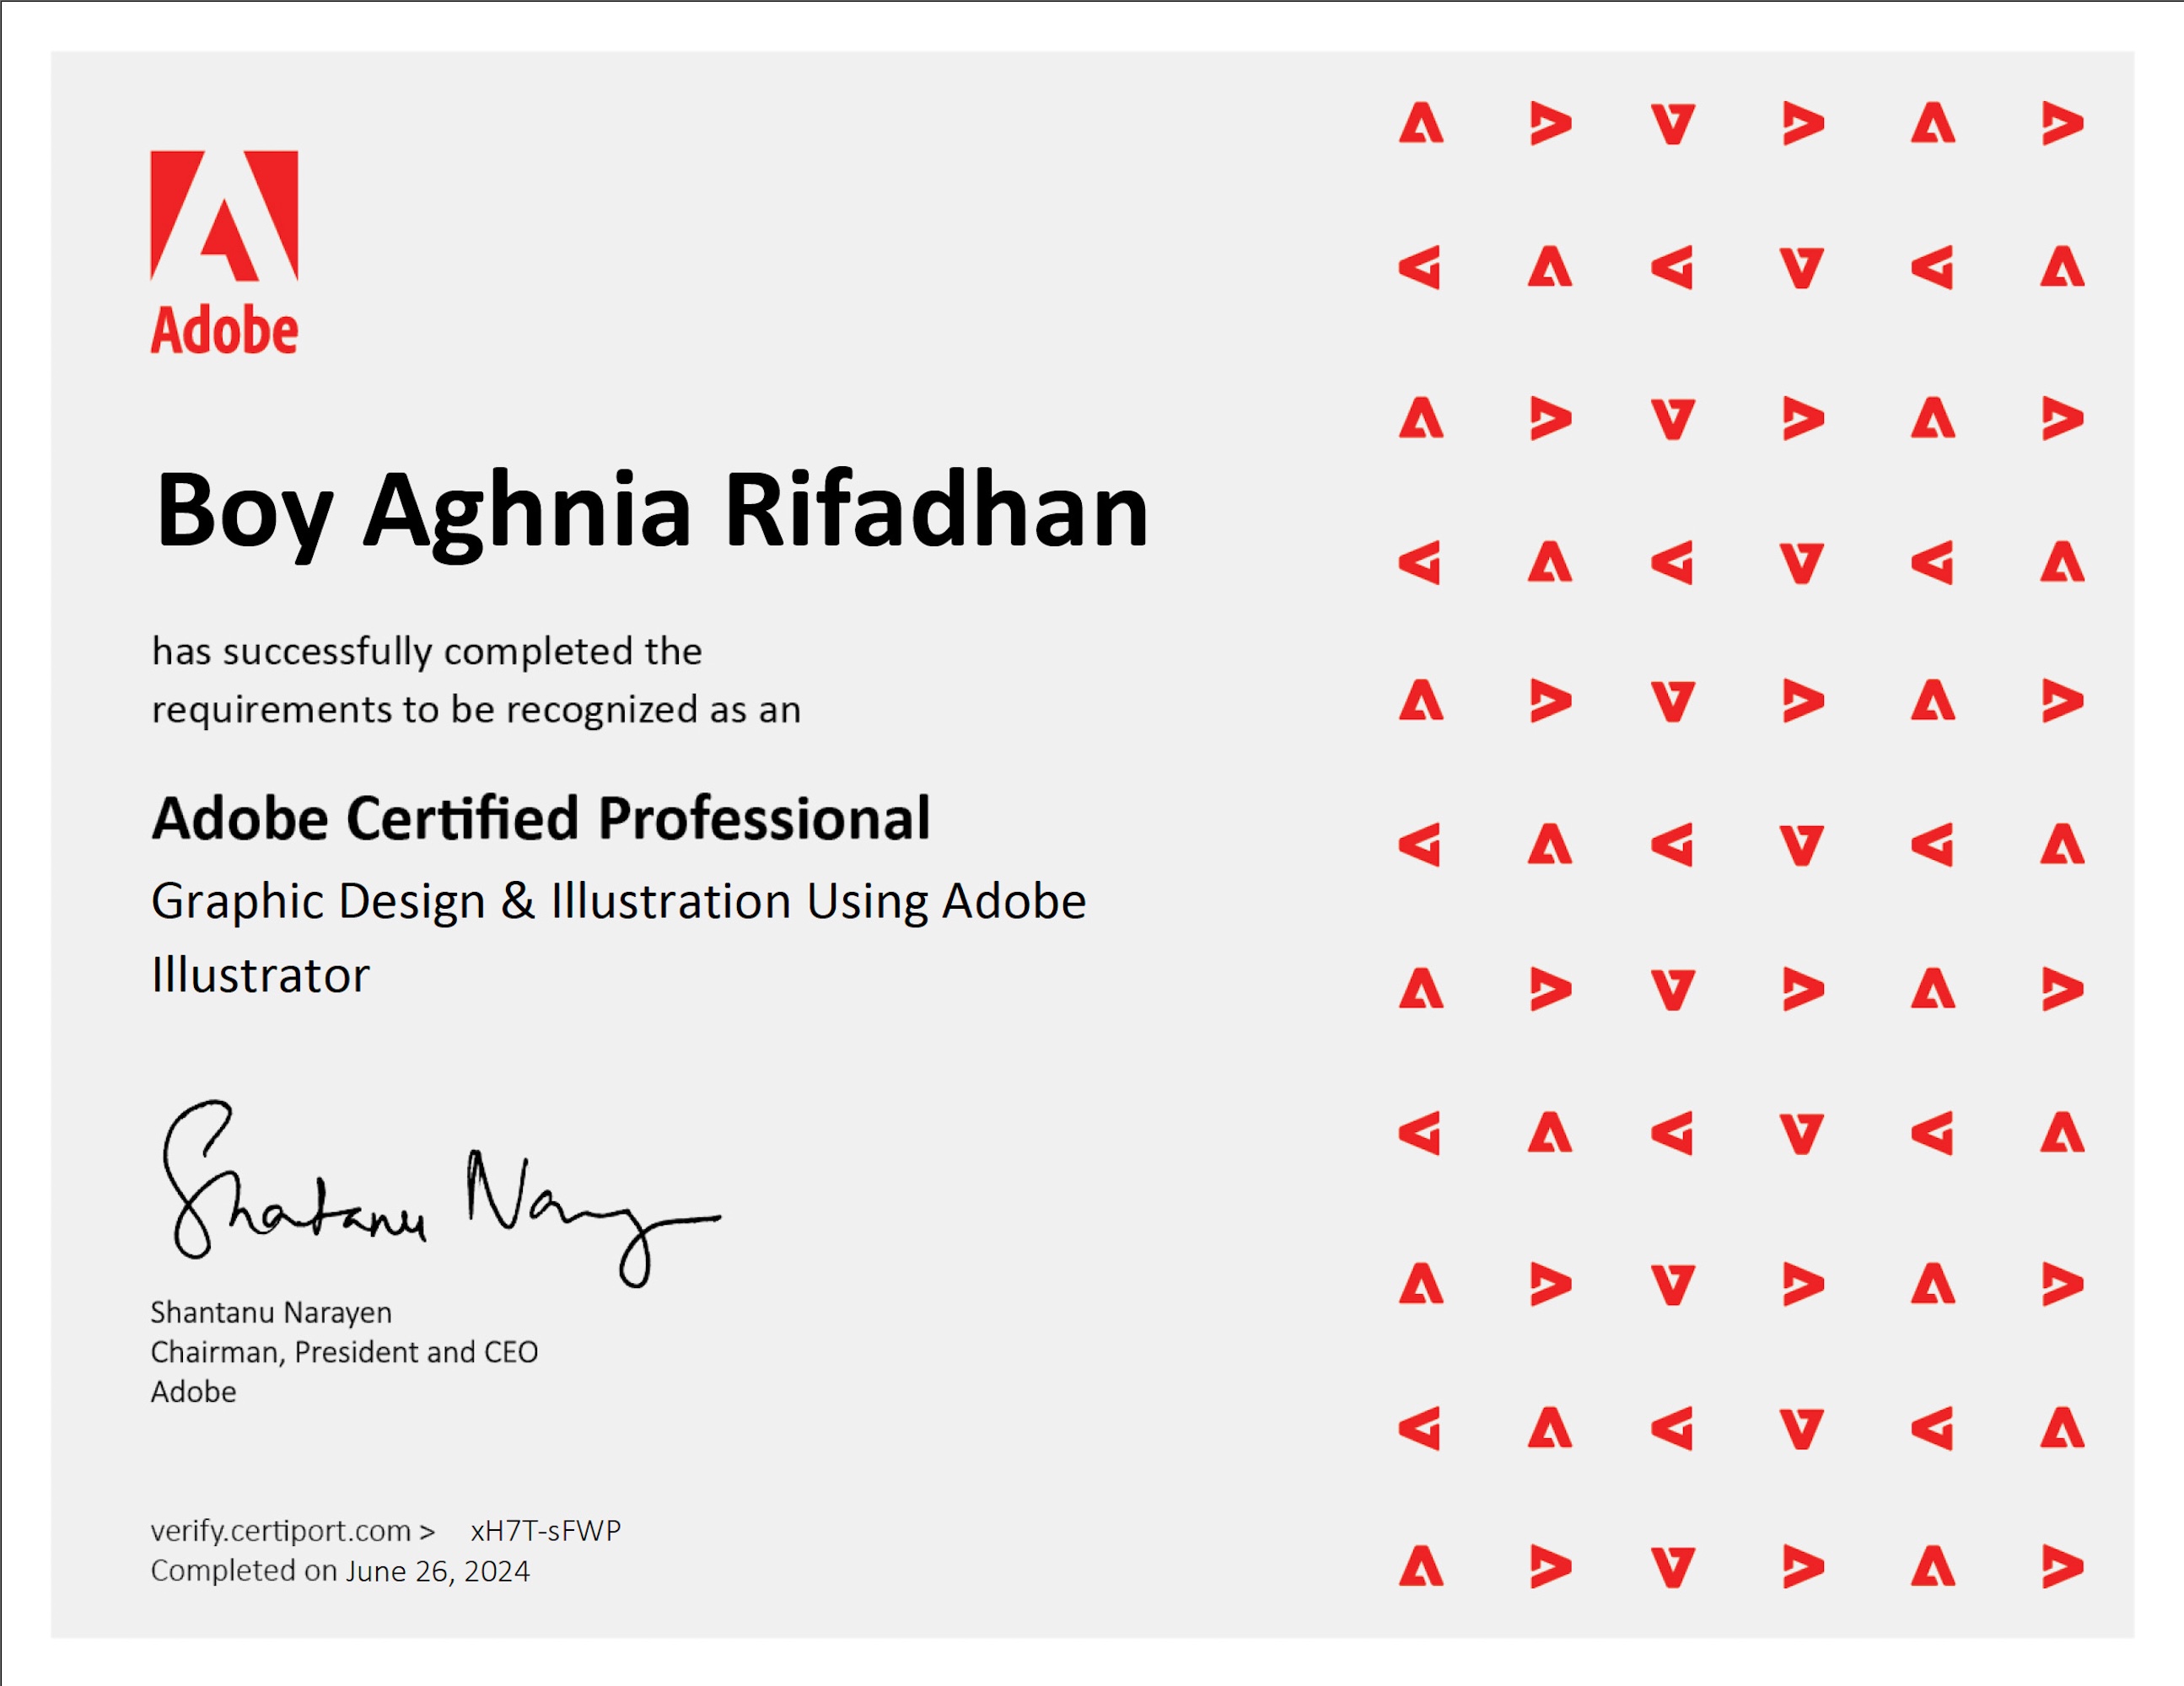 Adobe
Boy Aghnia Rifadhan
has successfully completed the
requirements to be recognized as an
Adobe Certified Professional
Graphic Design & Illustration Using Adobe
Illustrator
Shantanu Narayen
Chairman, President and CEO
Adobe
verify.certiport.com > xH7T-sFWP
Completed on June 26, 2024